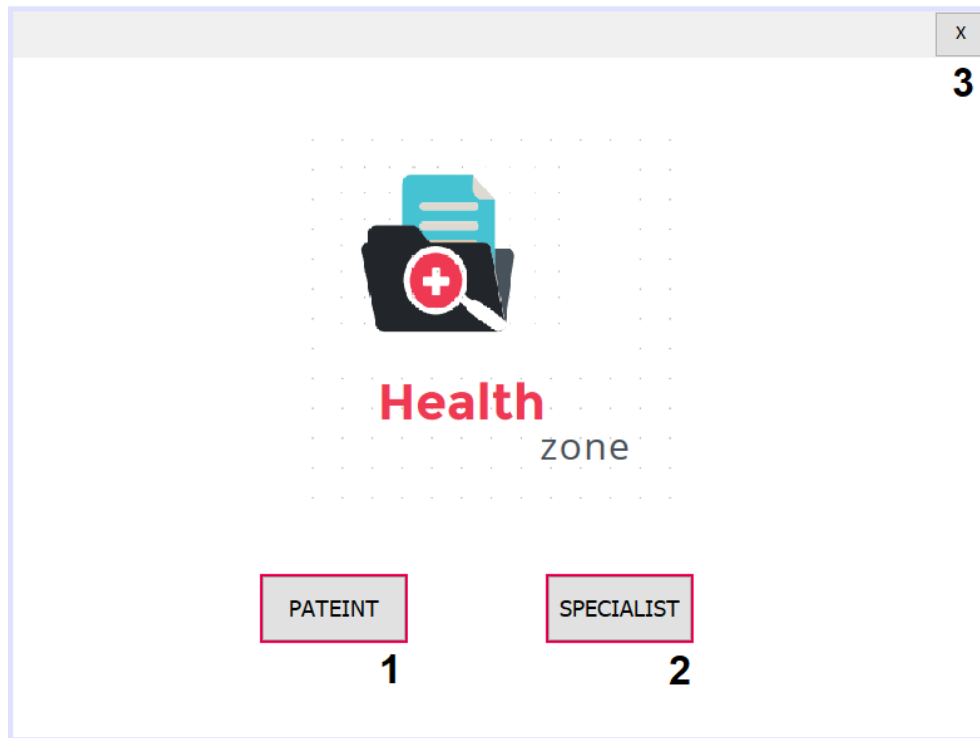 X
3
Health
zone
PATEINT
SPECIALIST
1
2